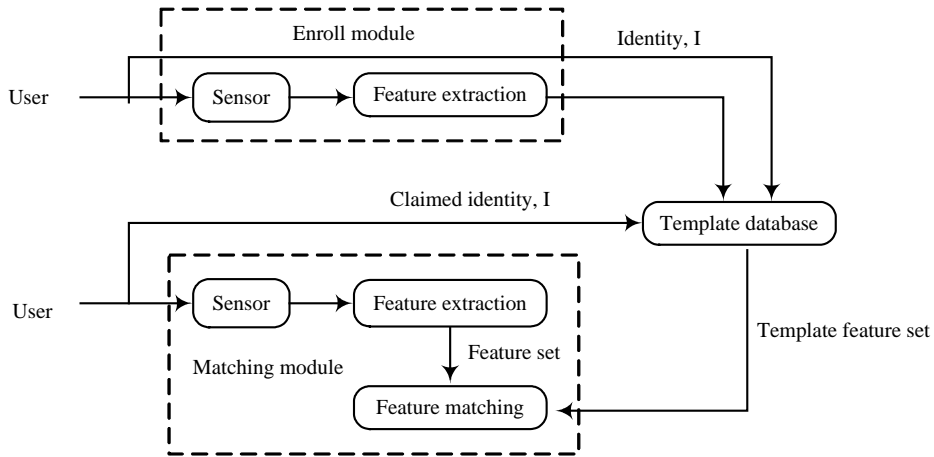 Enroll module
Identity, I
User
Sensor
Feature extraction
Claimed identity, I
Template database
User
Sensor
Feature extraction
Template feature set
Matching module
Feature set
Feature matching